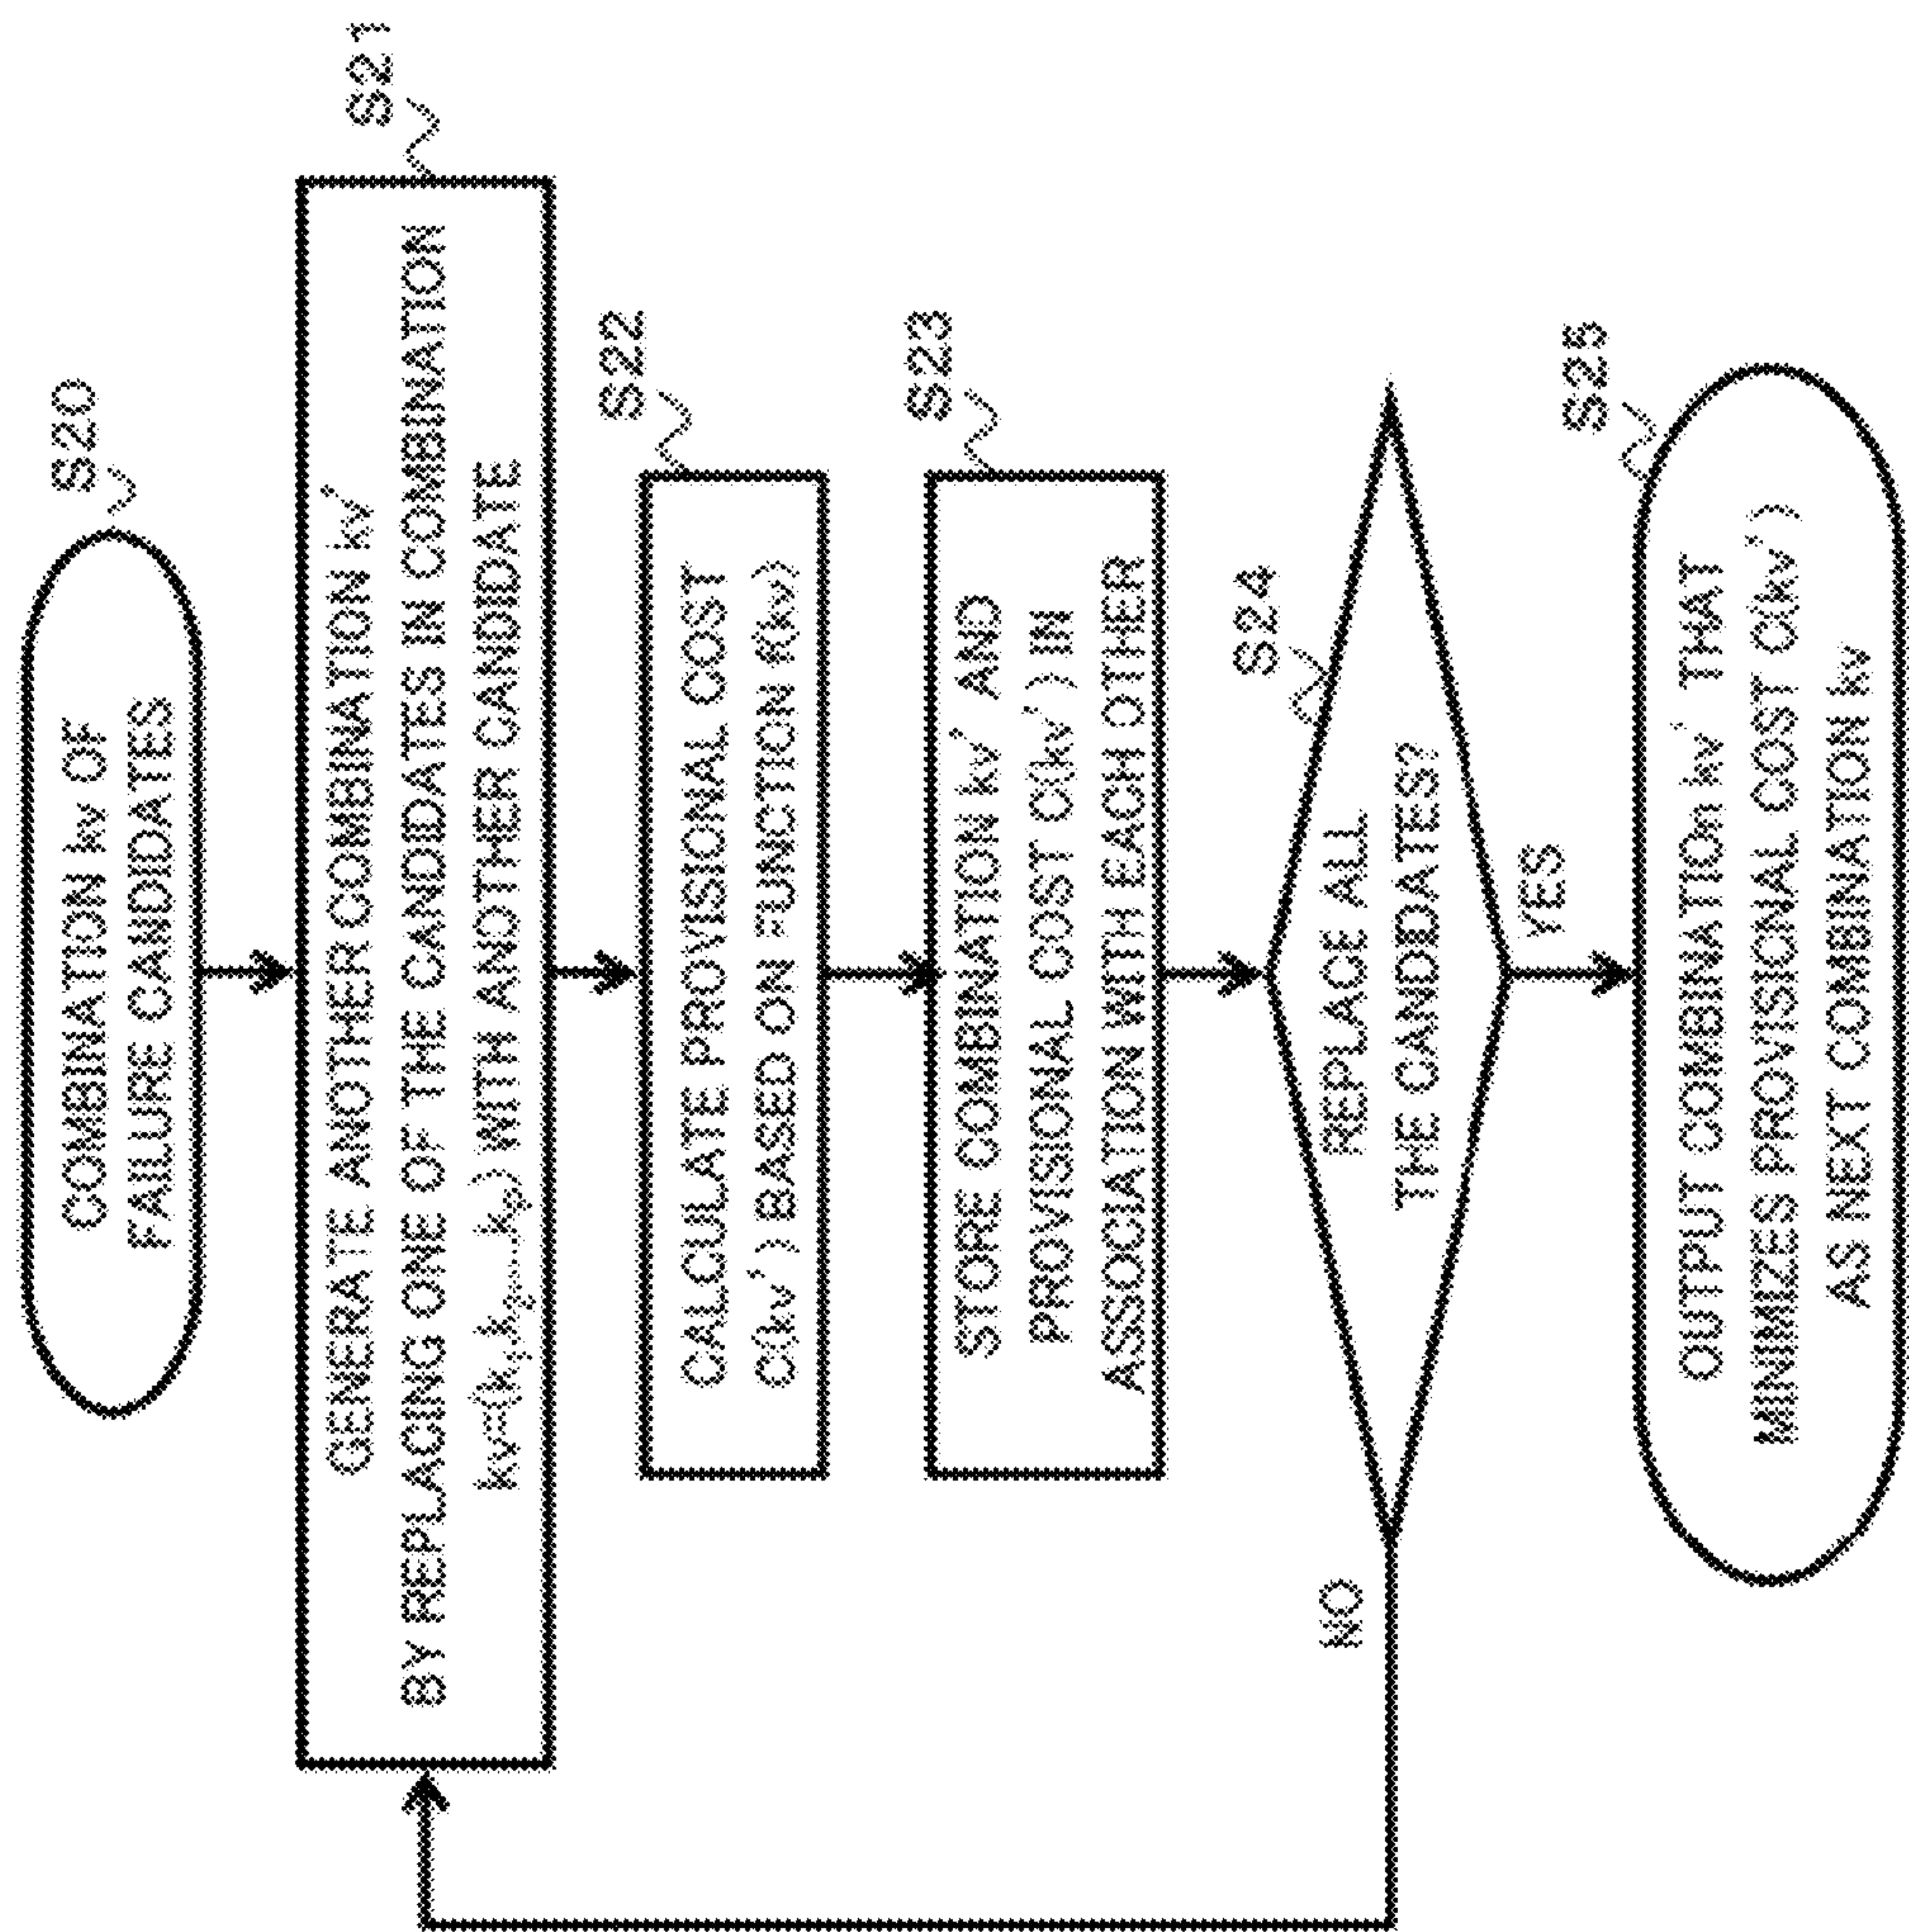 S20
COMBINATION kv OF
FAILURE CANDIDATES
S21
GENERATE ANOTHER COMBINATION kv'
BY REPLACING ONE OF THE CANDIDATES IN COMBINATION
WITH ANOTHER CANDIDATE
S22
CALCULATE PROVISIONAL COST
C(kv') BASED ON FUNCTION f(kv)
S23
STORE COMBINATION kv' AND
PROVISIONAL COST C(kv') IN
ASSOCIATION WITH EACH OTHER
S24
REPLACE ALL
THE CANDIDATES?
NO
YES
S25
OUTPUT COMBINATION kv' THAT
MINIMIZES PROVISIONAL COST C(kv')
AS NEXT COMBINATION kv